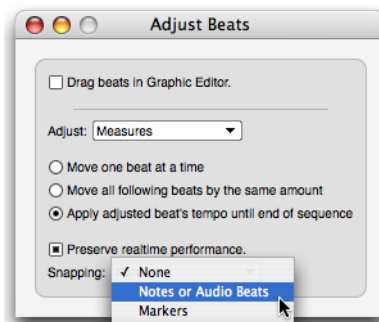 Adjust Beats
Drag beats in Graphic Editor.
Adjust: Measures
Move one beat at a time
Move all following beats by the same amount
Apply adjusted beat's tempo until end of sequence
Preserve realtime performance.
Snapping: ✓ None
Notes or Audio Beats
Markers